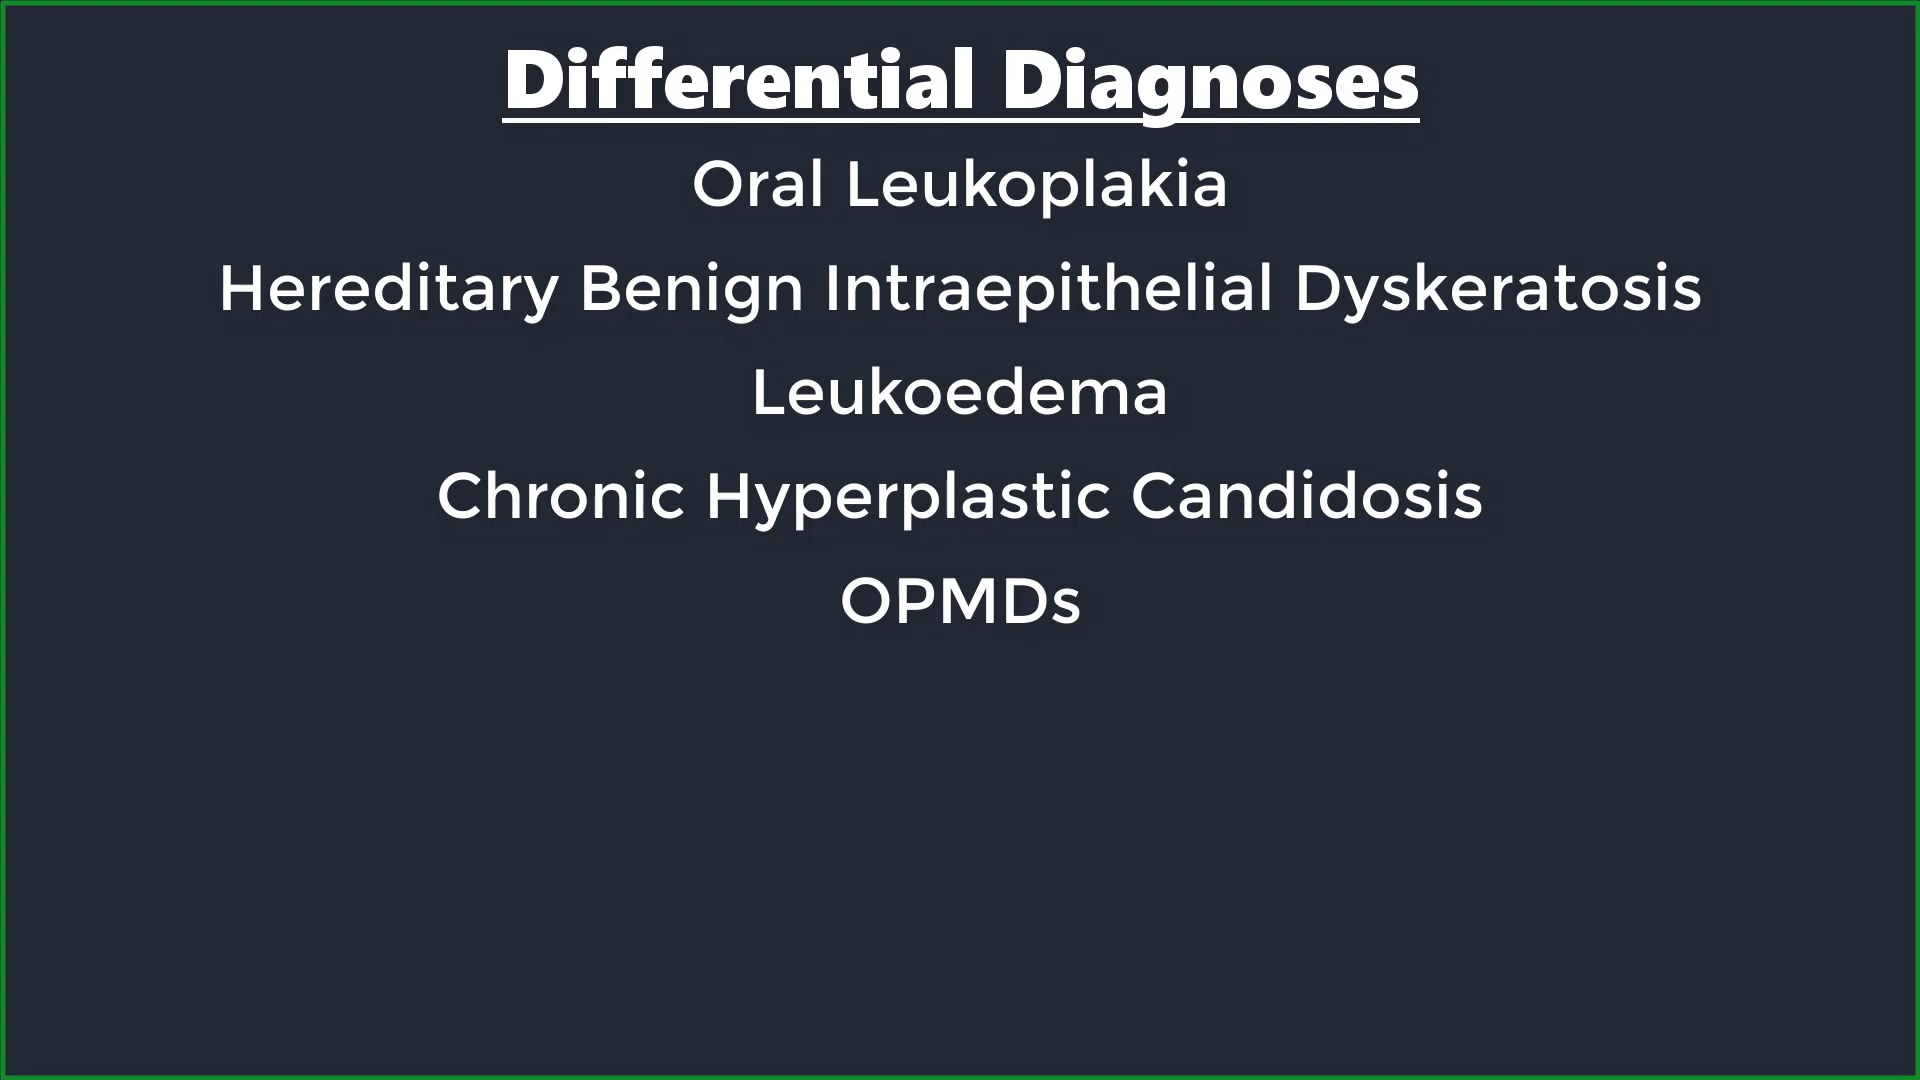 Differential Diagnoses
Oral Leukoplakia
Hereditary Benign Intraepithelial Dyskeratosis
Leukoedema
Chronic Hyperplastic Candidosis
OPMDs